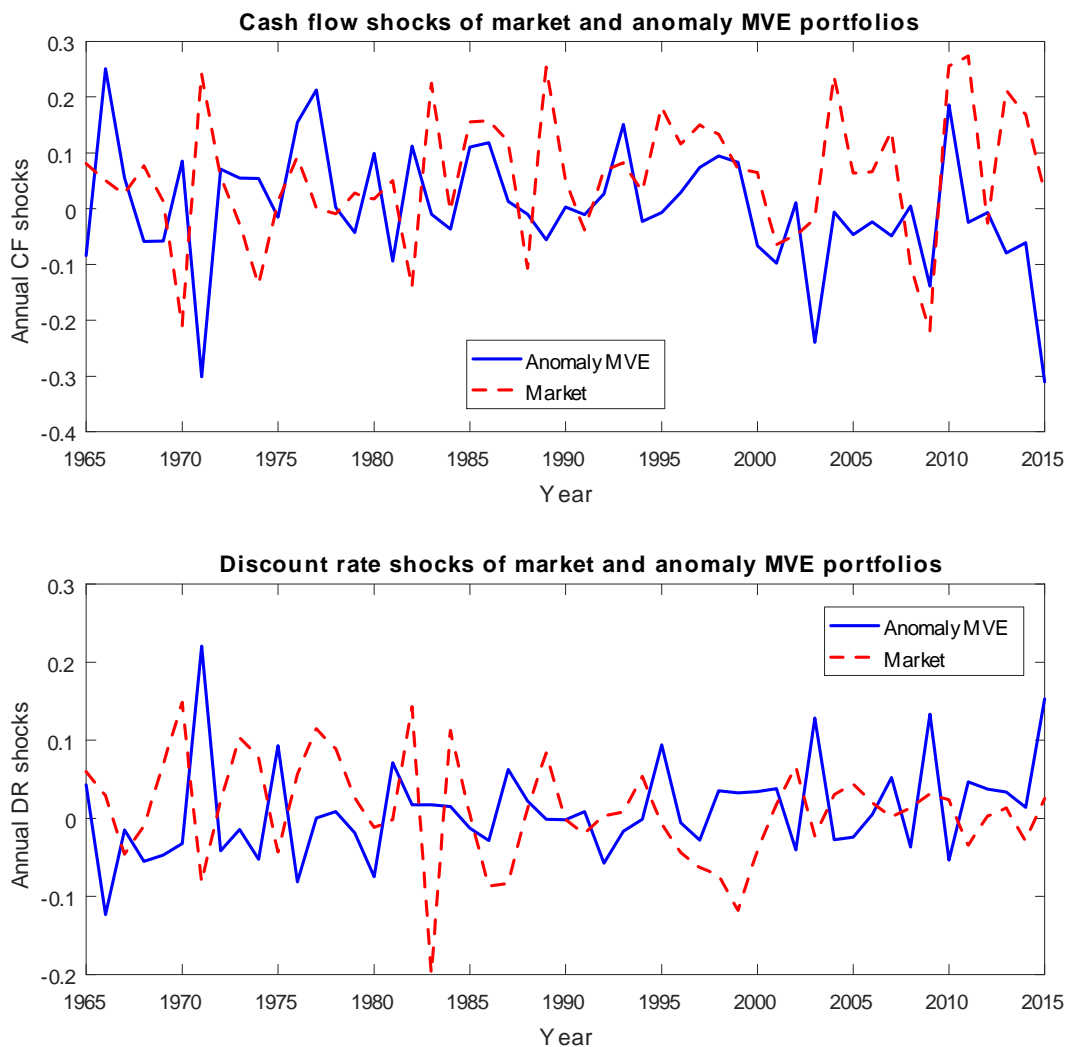 Cash flow shocks of market and anomaly MVE portfolios
0.3
0.2
0.1
0
-0.1
-0.2
-0.3
-0.4
Annual CF shocks
Anomaly MVE
Market
1965 1970 1975 1980 1985 1990 1995 2000 2005 2010 2015
Year
Discount rate shocks of market and anomaly MVE portfolios
0.3
0.2
0.1
0
-0.1
-0.2
Annual DR shocks
Anomaly MVE
Market
1965 1970 1975 1980 1985 1990 1995 2000 2005 2010 2015
Year